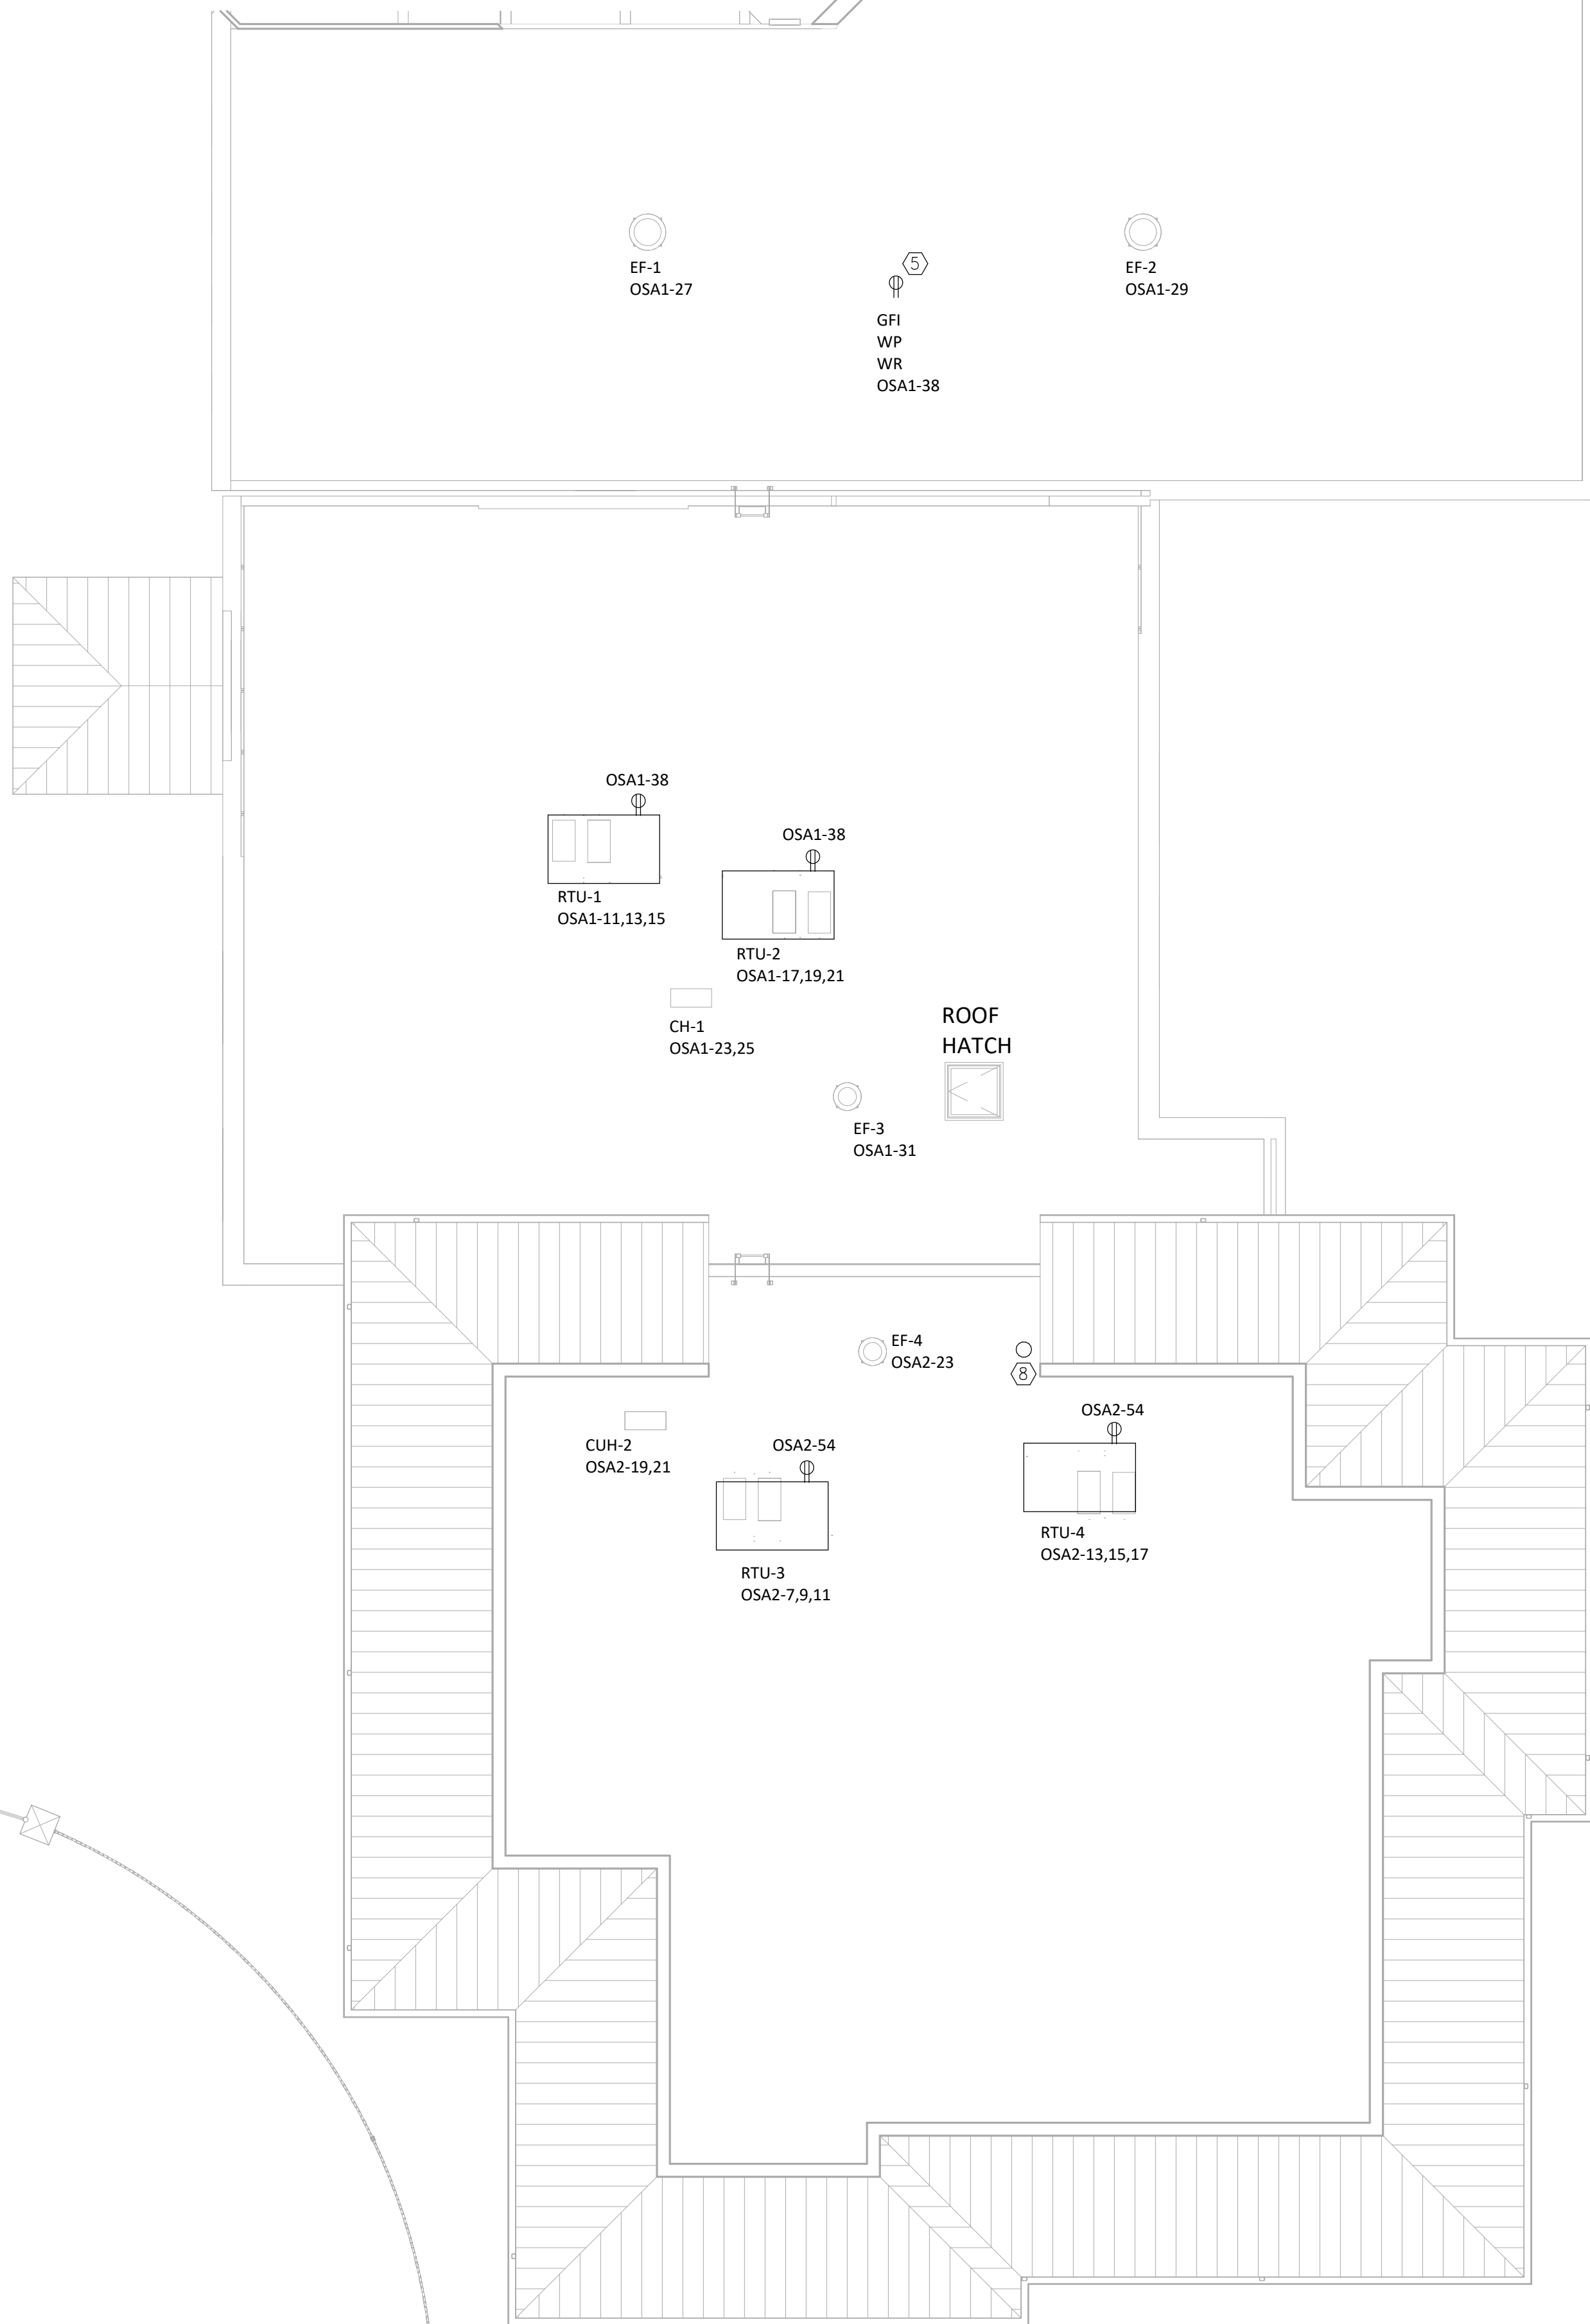 EF-1
OSA1-27
5
GFI
WP
WR
OSA1-38
EF-2
OSA1-29
OSA1-38
RTU-1
OSA1-11,13,15
OSA1-38
RTU-2
OSA1-17,19,21
CH-1
OSA1-23,25
ROOF
HATCH
EF-3
OSA1-31
EF-4
OSA2-23
8
CUH-2
OSA2-19,21
OSA2-54
RTU-3
OSA2-7,9,11
OSA2-54
RTU-4
OSA2-13,15,17